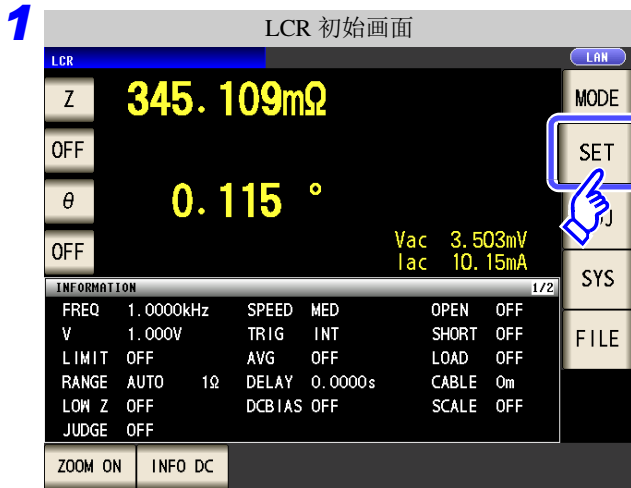 1
LCR 初始画面
LCR
LAN
Z
345.109mΩ
MODE
OFF
SET
θ
0.115 °
OFF
Vac 3.503mV
Iac 10.15mA
SYS
INFORMATION 1/2
FREQ 1.0000kHz SPEED MED OPEN OFF
V 1.000V TRIG INT SHORT OFF
FILE
LIMIT OFF AVG OFF LOAD OFF
RANGE AUTO 1Ω DELAY 0.0000s CABLE 0m
LOW Z OFF DCBIAS OFF SCALE OFF
JUDGE OFF
ZOOM ON INFO DC